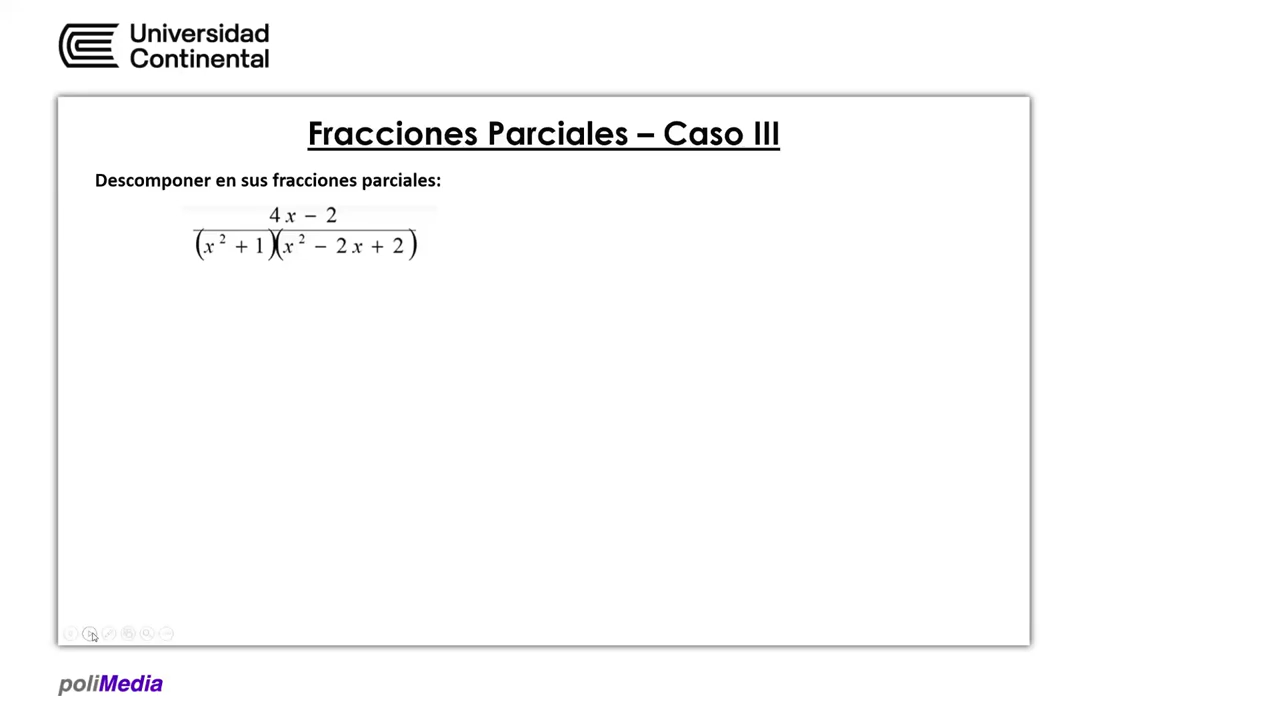 Universidad
Continental
Fracciones Parciales – Caso III
Descomponer en sus fracciones parciales:
4x − 2
(x² + 1)(x² − 2x + 2)
poliMedia